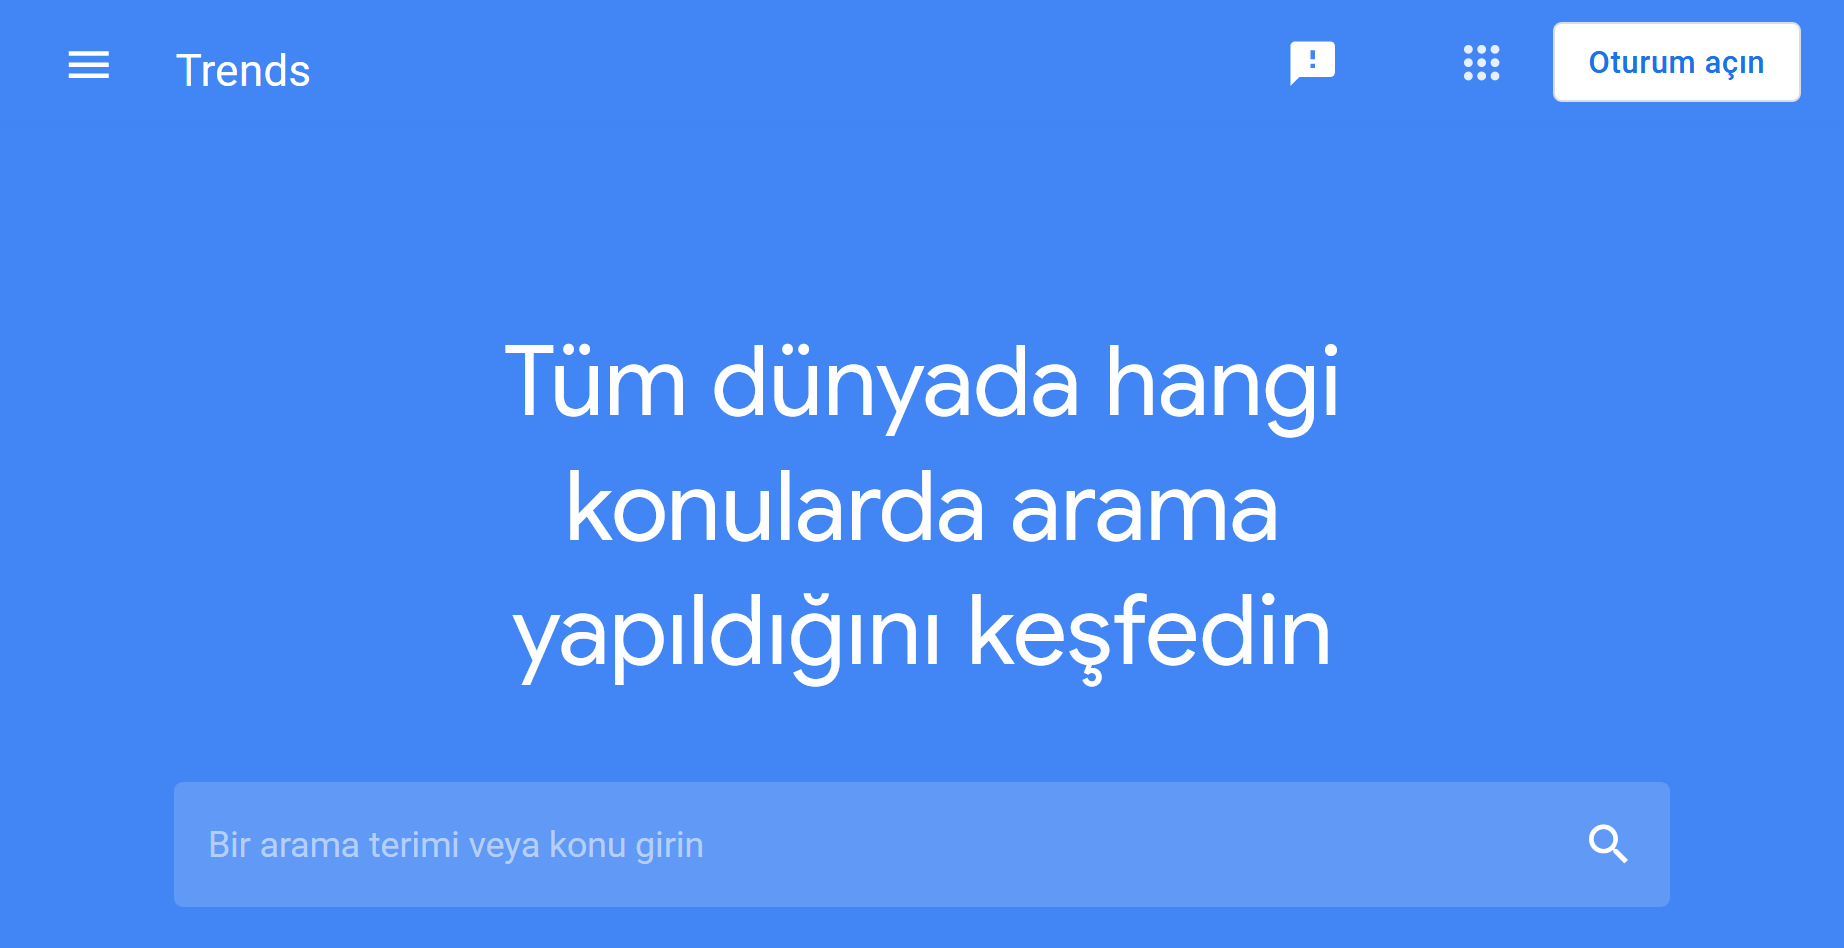 Trends
Oturum açın
Tüm dünyada hangi
konularda arama
yapıldığını keşfedin
Bir arama terimi veya konu girin